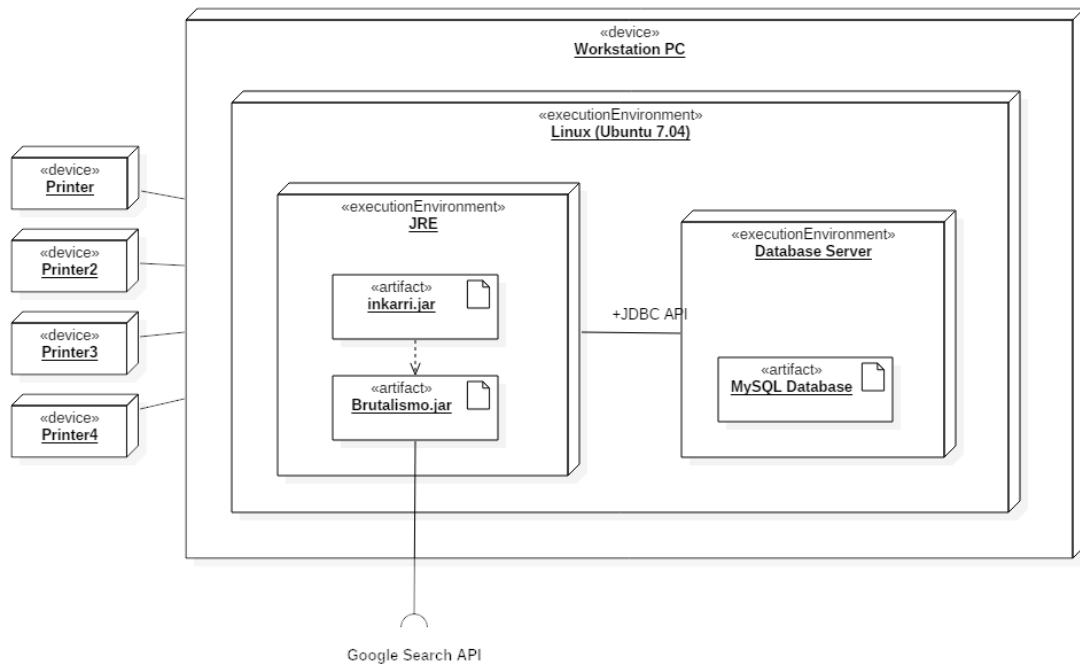 «device»
Workstation PC
«executionEnvironment»
Linux (Ubuntu 7.04)
«device»
Printer
«device»
Printer2
«device»
Printer3
«device»
Printer4
«executionEnvironment»
JRE
«artifact»
inkarri.jar
«artifact»
Brutalismo.jar
+JDBC API
«executionEnvironment»
Database Server
«artifact»
MySQL Database
Google Search API